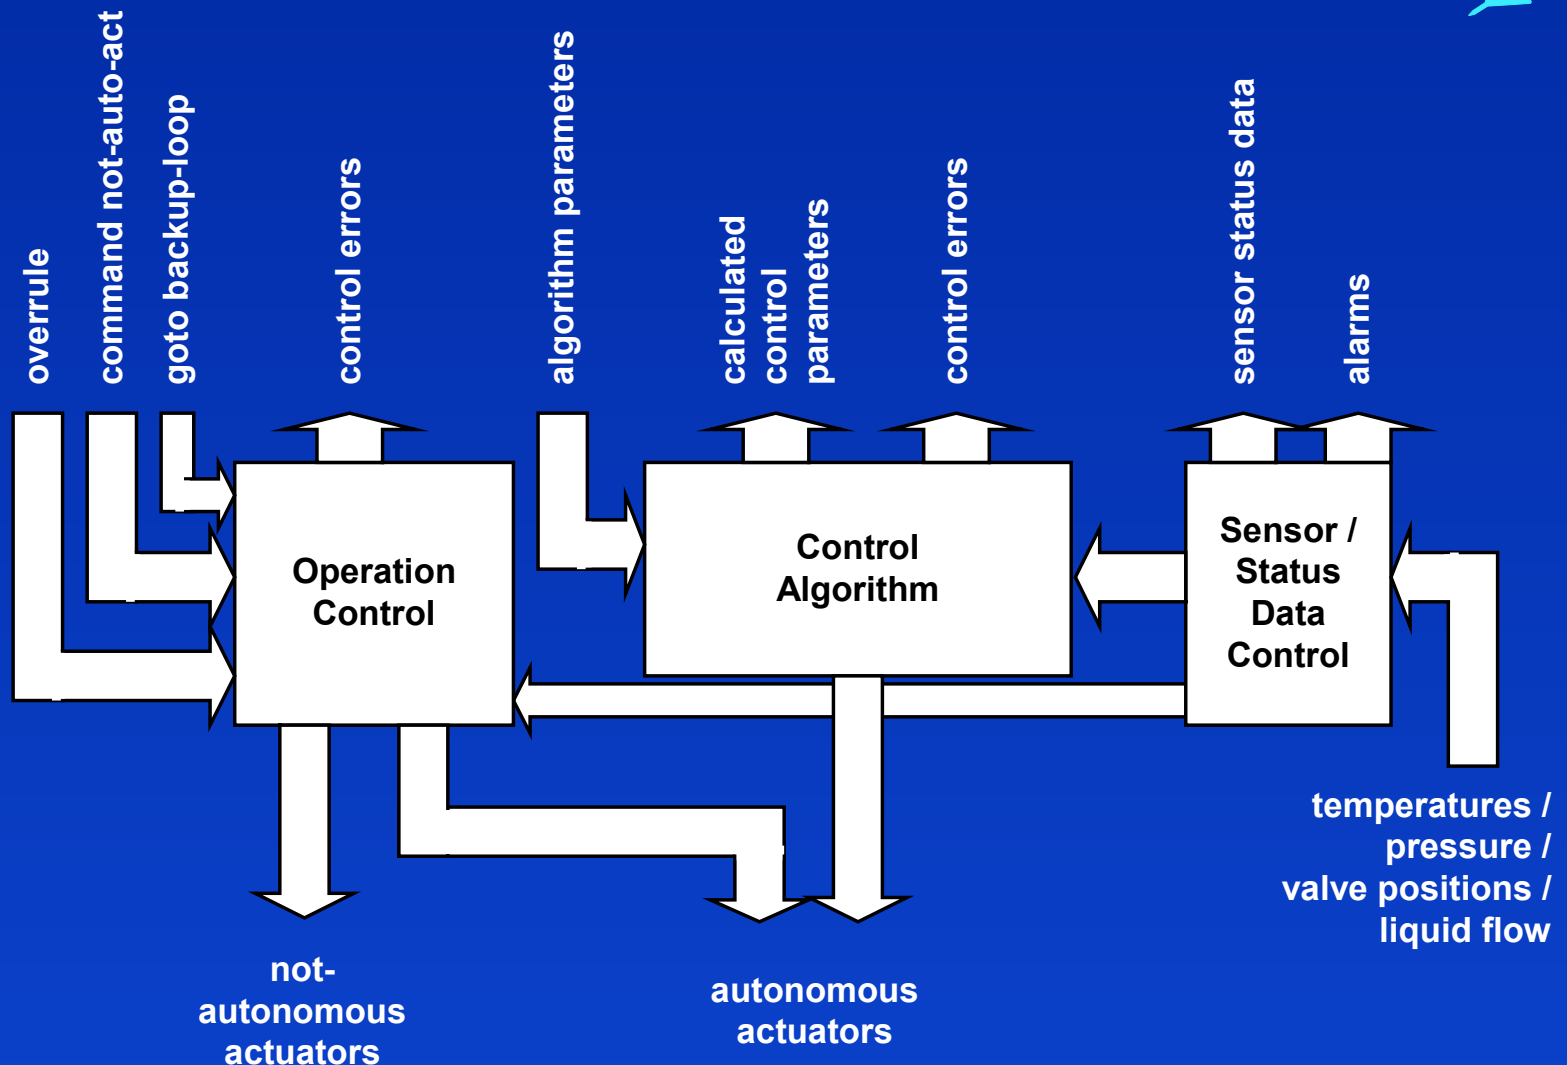 overrule
command not-auto-act
goto backup-loop
control errors
algorithm parameters
calculated
control
parameters
control errors
sensor status data
alarms
Operation
Control
Control
Algorithm
Sensor /
Status
Data
Control
temperatures /
pressure /
valve positions /
liquid flow
not-
autonomous
actuators
autonomous
actuators